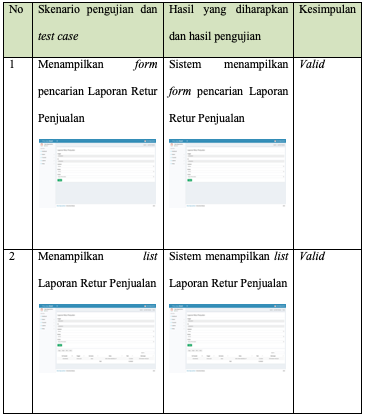 No Skenario pengujian dan Hasil yang diharapkan Kesimpulan
test case dan hasil pengujian
1 Menampilkan form Sistem menampilkan Valid
pencarian Laporan Retur form pencarian Laporan
Penjualan Retur Penjualan
2 Menampilkan list Sistem menampilkan list Valid
Laporan Retur Penjualan Laporan Retur Penjualan